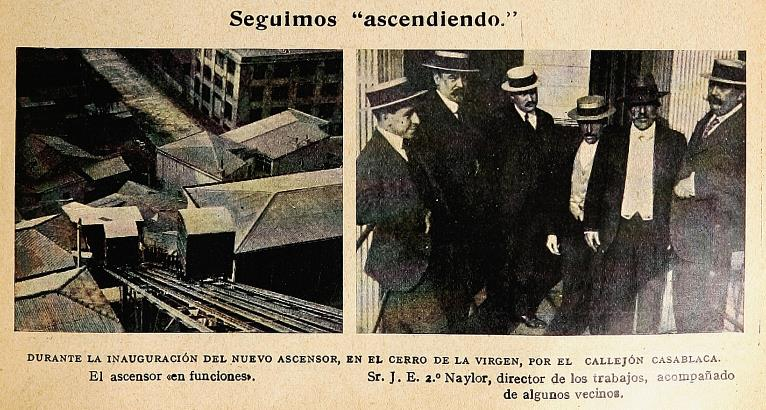 Seguimos “ascendiendo.”
DURANTE LA INAUGURACIÓN DEL NUEVO ASCENSOR, EN EL CERRO DE LA VIRGEN, POR EL CALLEJÓN CASABLACA.
El ascensor «en funciones».
Sr. J. E. 2.º Naylor, director de los trabajos, acompañado
de algunos vecinos.